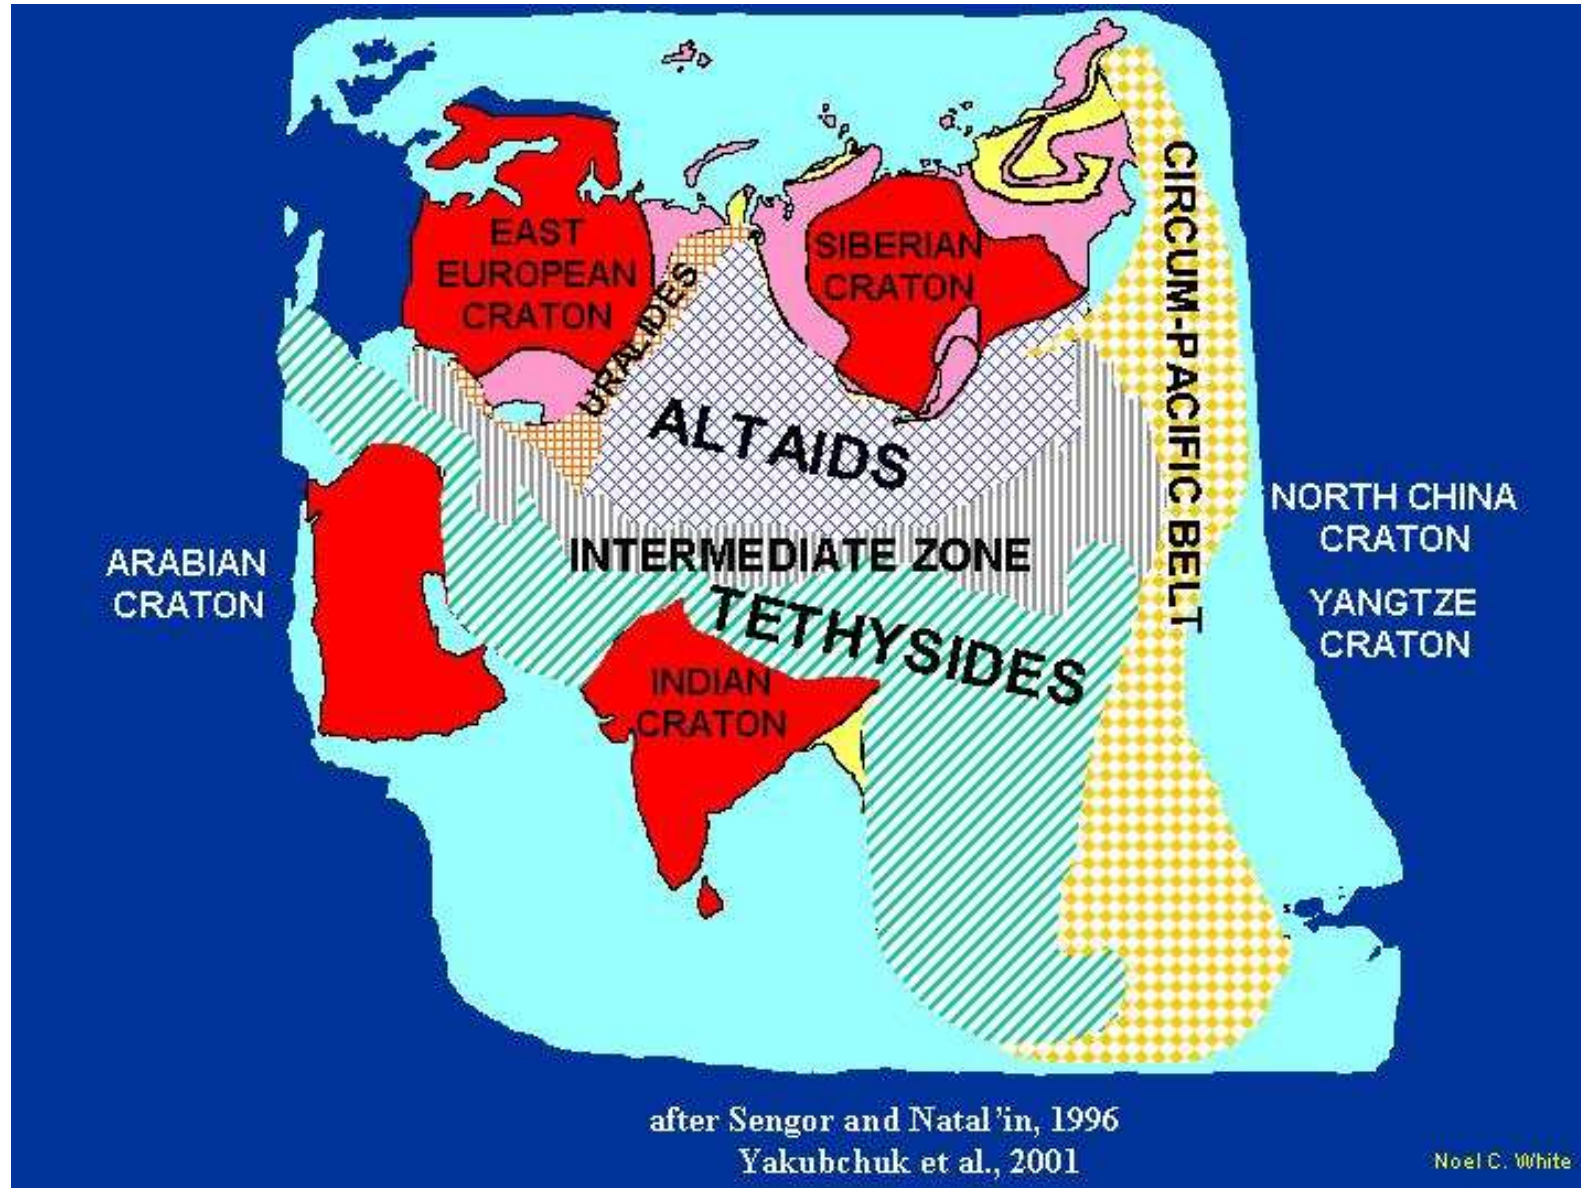 EAST
EUROPEAN
CRATON
SIBERIAN
CRATON
URALIDES
CIRCUM-PACIFIC BELT
ALTAIDS
NORTH CHINA
CRATON
ARABIAN
CRATON
INTERMEDIATE ZONE
YANGTZE
CRATON
TETHYSIDES
INDIAN
CRATON
after Sengor and Natal'in, 1996
Yakubchuk et al., 2001
Noel C. White